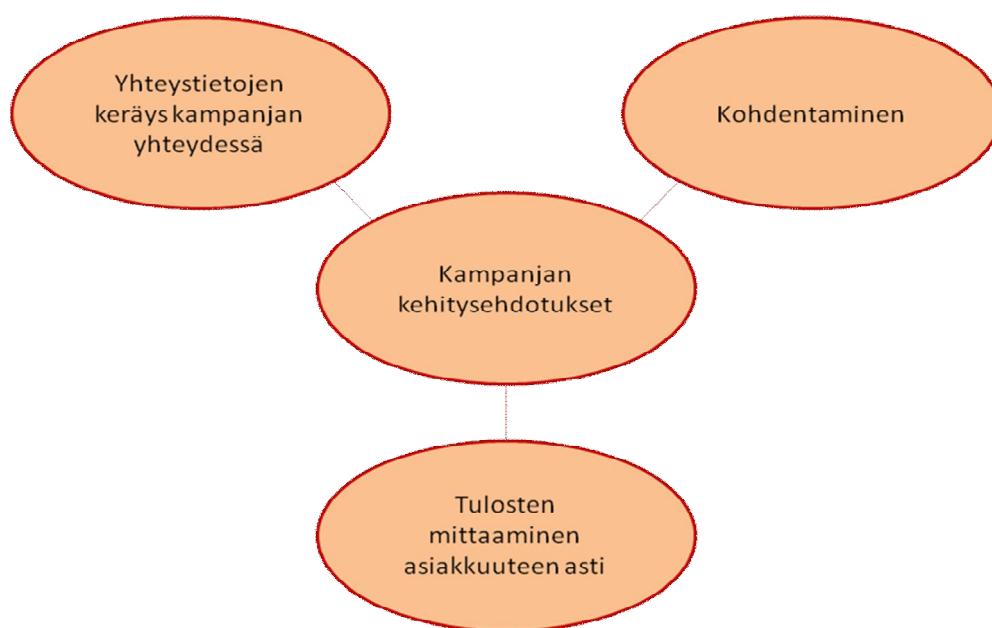 Yhteystietojen
keräys kampanjan
yhteydessä
Kohdentaminen
Kampanjan
kehitysehdotukset
Tulosten
mittaaminen
asiakkuuteen asti